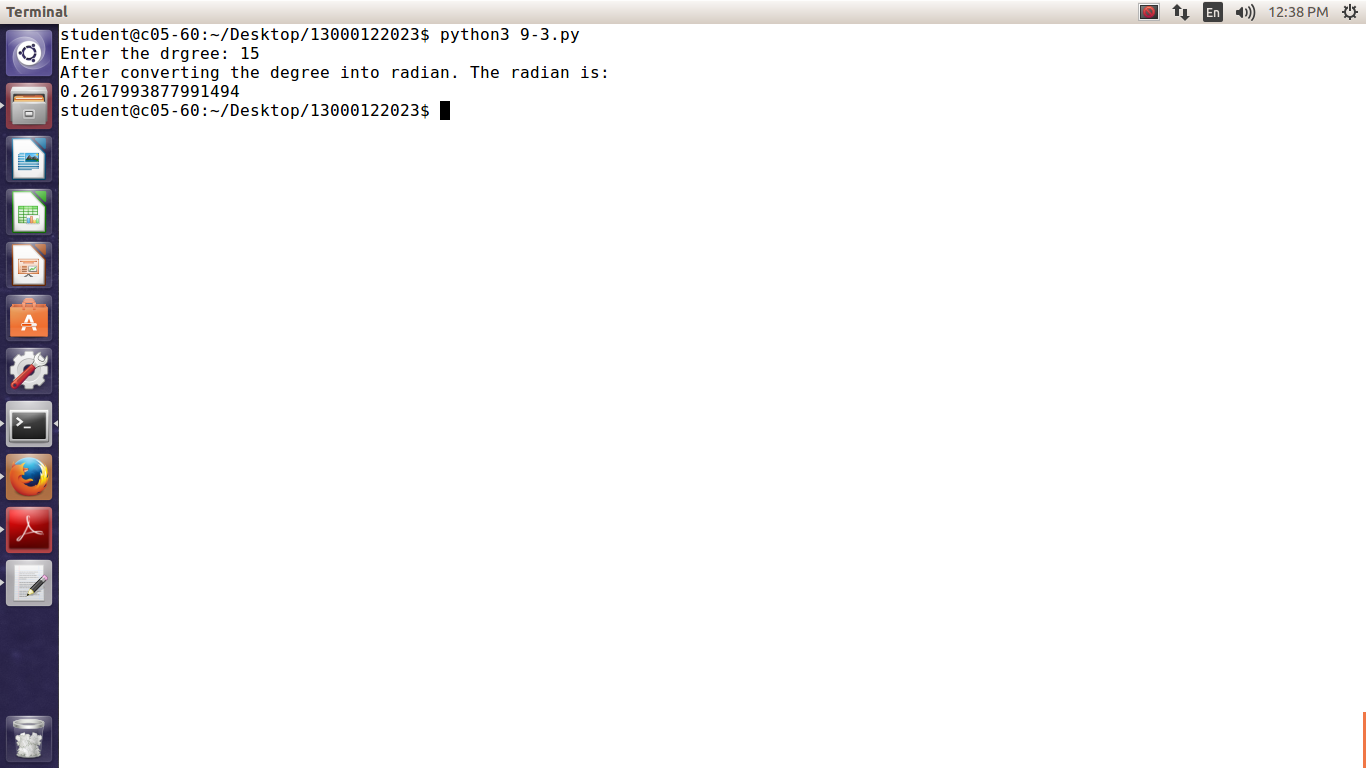 Terminal
En
12:38 PM
student@c05-60:~/Desktop/13000122023$ python3 9-3.py
Enter the drgree: 15
After converting the degree into radian. The radian is:
0.2617993877991494
student@c05-60:~/Desktop/13000122023$